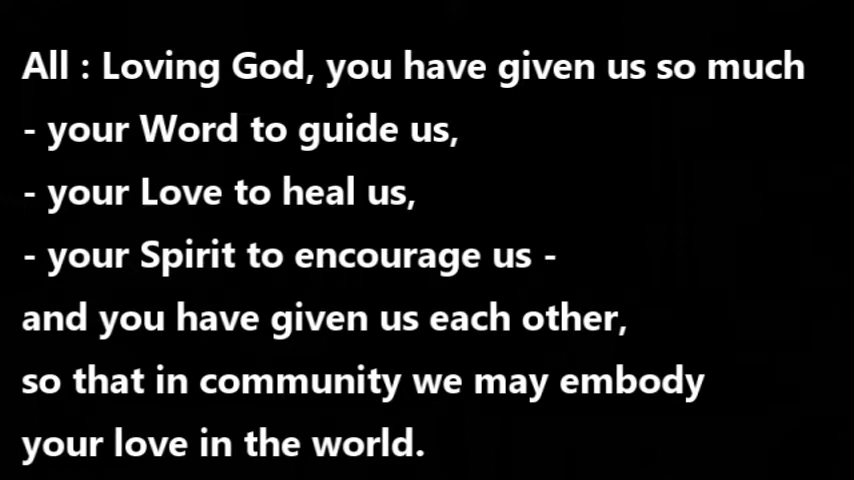 All : Loving God, you have given us so much
- your Word to guide us,
- your Love to heal us,
- your Spirit to encourage us -
and you have given us each other,
so that in community we may embody
your love in the world.